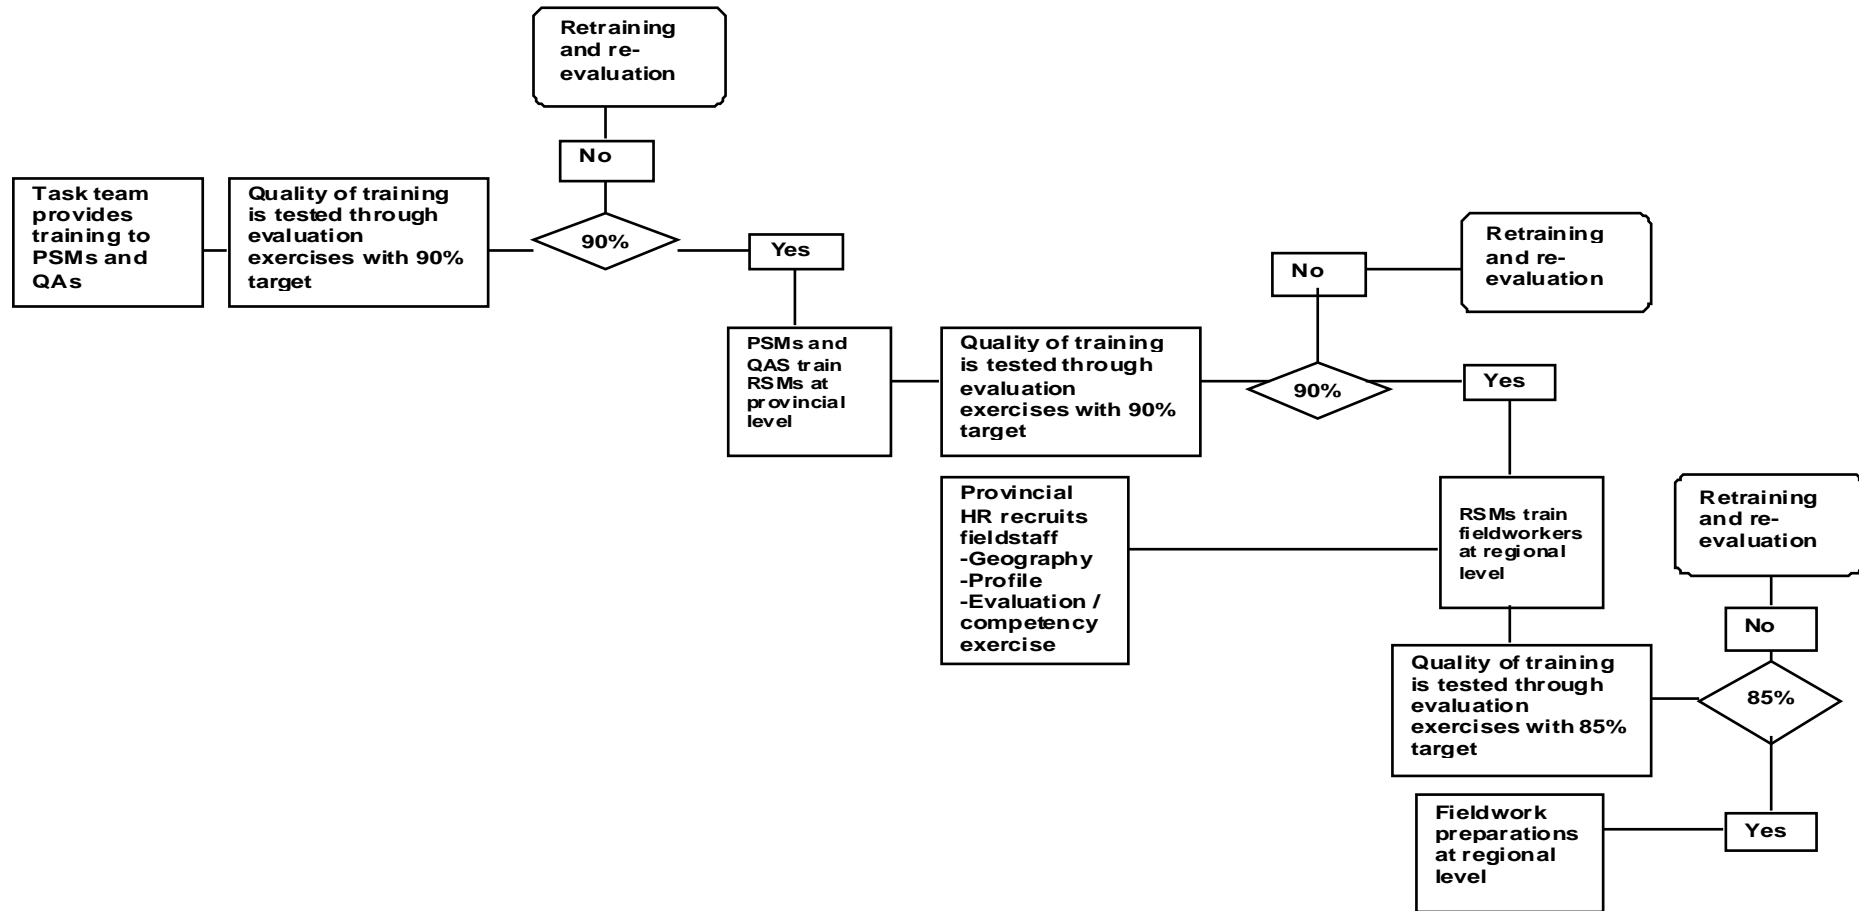 Retraining
and re-
evaluation
No
Task team
provides
training to
PSMs and
QAs
Quality of training
is tested through
evaluation
exercises with 90%
target
90%
Yes
PSMs and
QAS train
RSMs at
provincial
level
Quality of training
is tested through
evaluation
exercises with 90%
target
90%
No
Retraining
and re-
evaluation
Yes
Provincial
HR recruits
fieldstaff
-Geography
-Profile
-Evaluation /
competency
exercise
RSMs train
fieldworkers
at regional
level
Retraining
and re-
evaluation
No
Quality of training
is tested through
evaluation
exercises with 85%
target
85%
Yes
Fieldwork
preparations
at regional
level